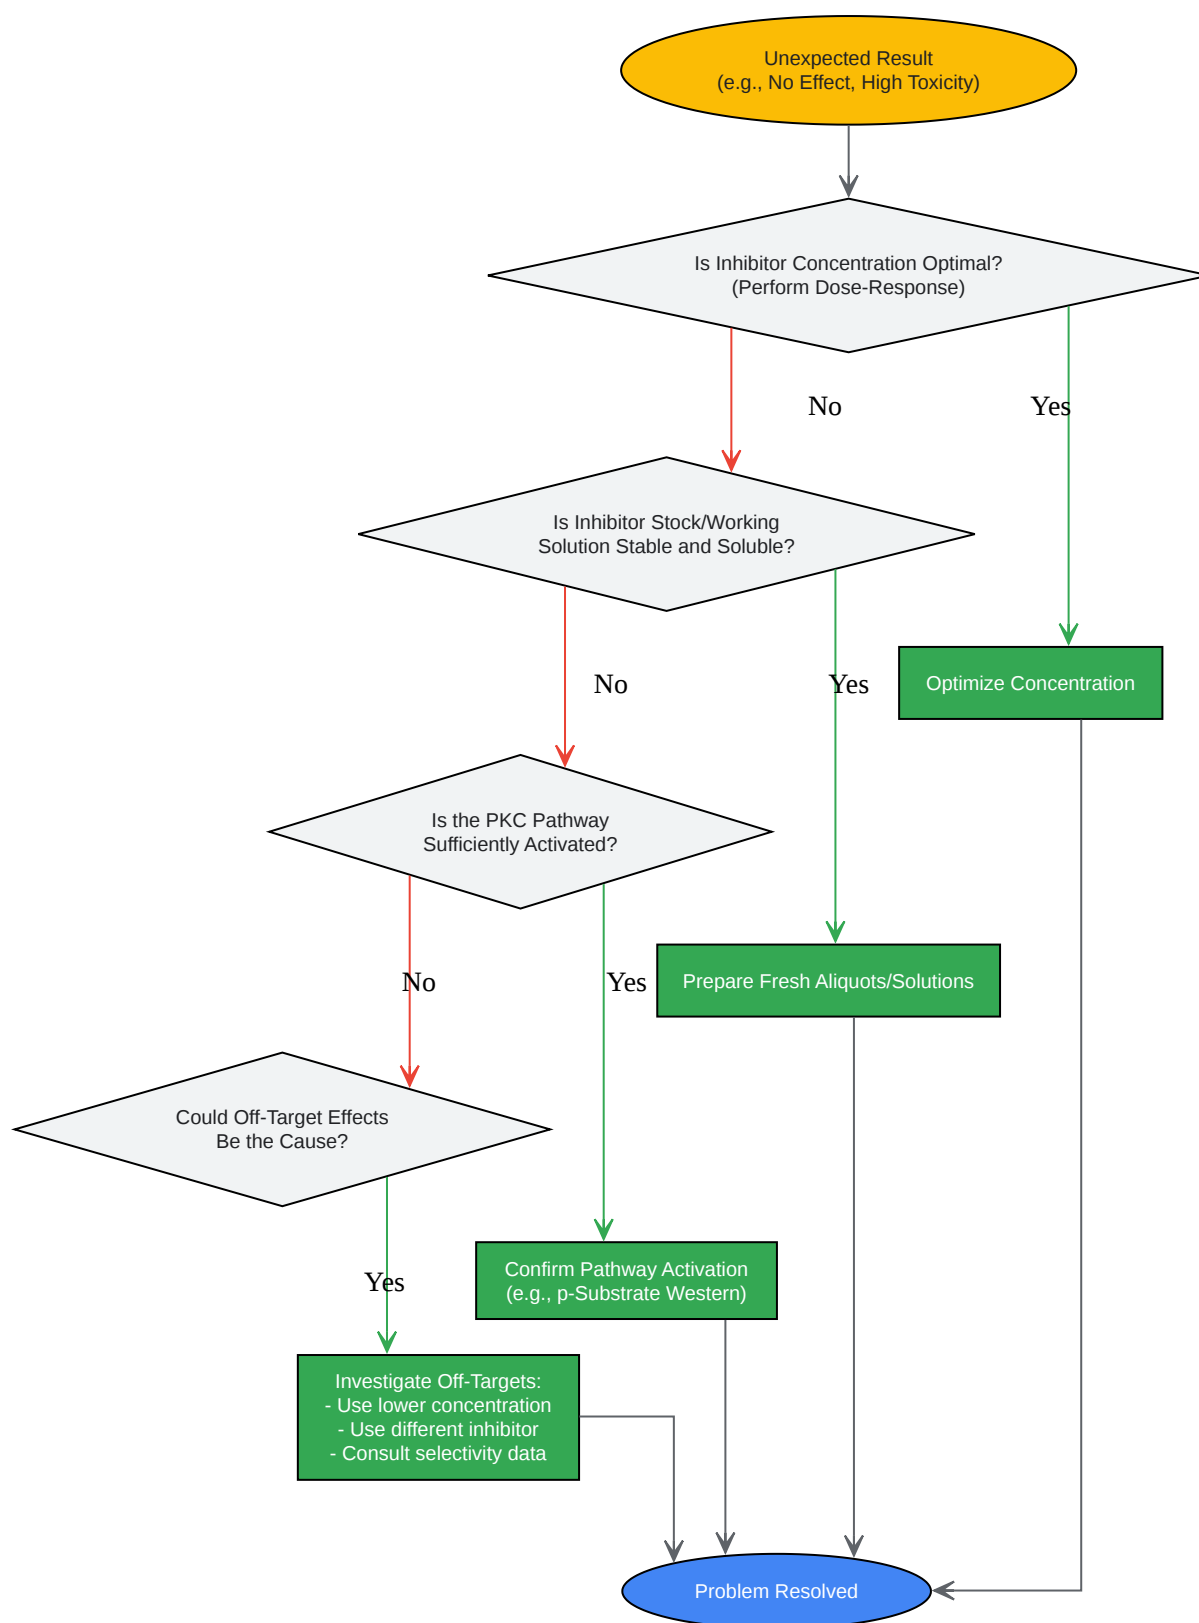 Unexpected Result
(e.g., No Effect, High Toxicity)
Is Inhibitor Concentration Optimal?
(Perform Dose-Response)
No
Yes
Is Inhibitor Stock/Working
Solution Stable and Soluble?
No
Yes
Optimize Concentration
Is the PKC Pathway
Sufficiently Activated?
No
Yes
Prepare Fresh Aliquots/Solutions
Could Off-Target Effects
Be the Cause?
Yes
Confirm Pathway Activation
(e.g., p-Substrate Western)
Investigate Off-Targets:
- Use lower concentration
- Use different inhibitor
- Consult selectivity data
Problem Resolved